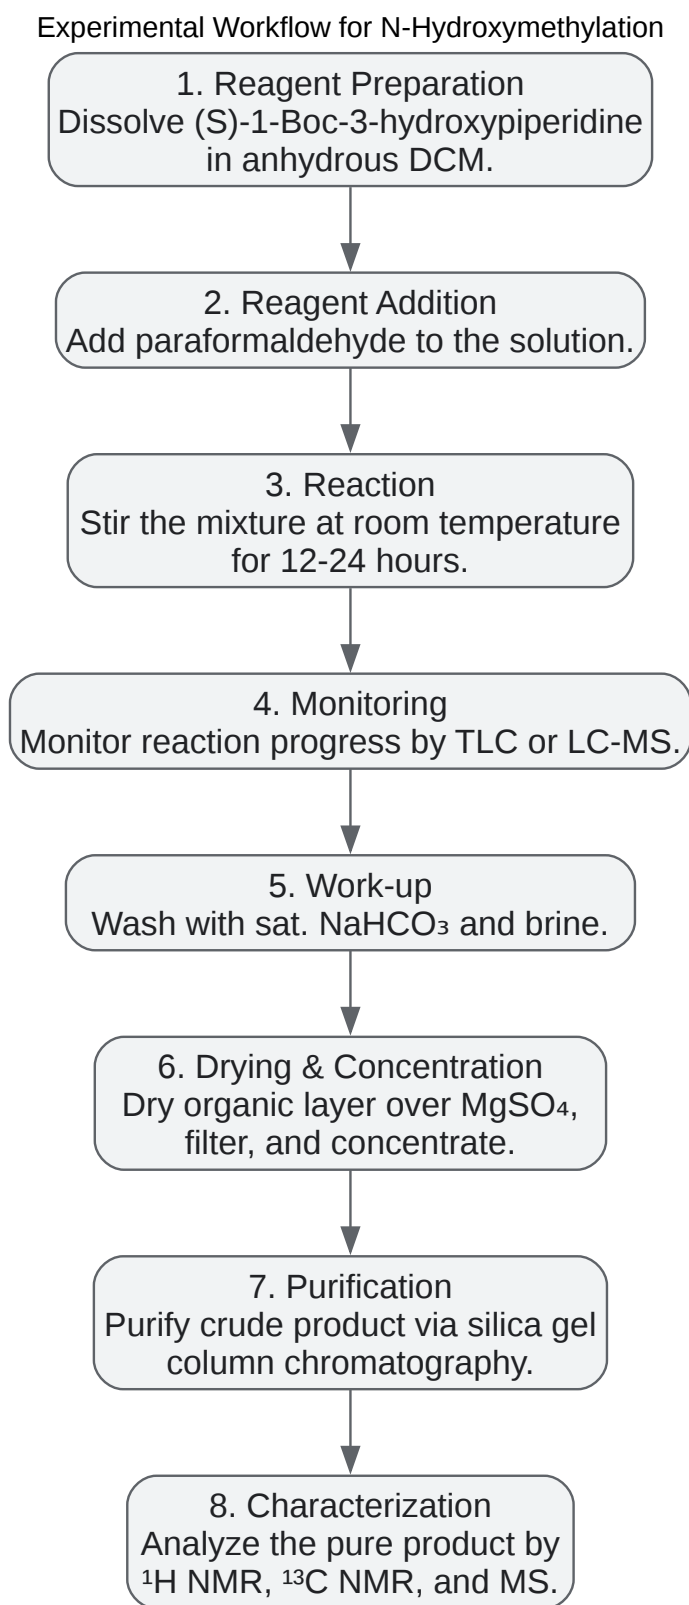 Experimental Workflow for N-Hydroxymethylation
1. Reagent Preparation
Dissolve (S)-1-Boc-3-hydroxypiperidine
in anhydrous DCM.
2. Reagent Addition
Add paraformaldehyde to the solution.
3. Reaction
Stir the mixture at room temperature
for 12-24 hours.
4. Monitoring
Monitor reaction progress by TLC or LC-MS.
5. Work-up
Wash with sat. NaHCO₃ and brine.
6. Drying & Concentration
Dry organic layer over MgSO₄,
filter, and concentrate.
7. Purification
Purify crude product via silica gel
column chromatography.
8. Characterization
Analyze the pure product by
¹H NMR, ¹³C NMR, and MS.